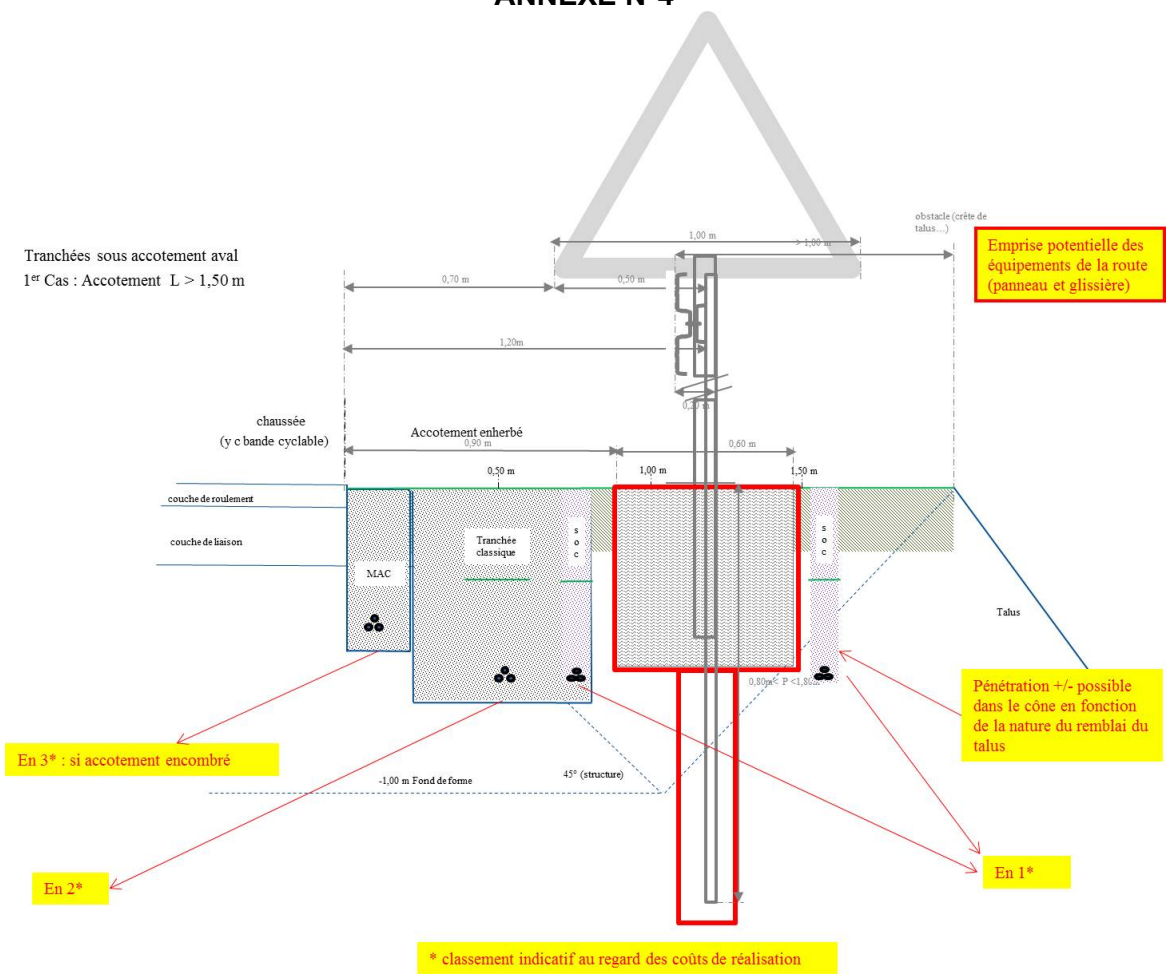 ANNEXE N°4
obstacle (crête de
talus…)
1,00 m
> 1,00 m
Emprise potentielle des
équipements de la route
(panneau et glissière)
Tranchées sous accotement aval
1er Cas : Accotement L > 1,50 m
0,70 m
0,50 m
1,20m
0,20 m
chaussée
(y c bande cyclable)
Accotement enherbé
0,90 m
0,60 m
0,50 m
1,00 m
1,50 m
couche de roulement
couche de liaison
Tranchée
classique
s
o
c
s
o
c
MAC
Talus
0,80m< P <1,80m
Pénétration +/- possible
dans le cône en fonction
de la nature du remblai du
talus
En 3* : si accotement encombré
-1,00 m Fond de forme
45° (structure)
En 2*
En 1*
* classement indicatif au regard des coûts de réalisation